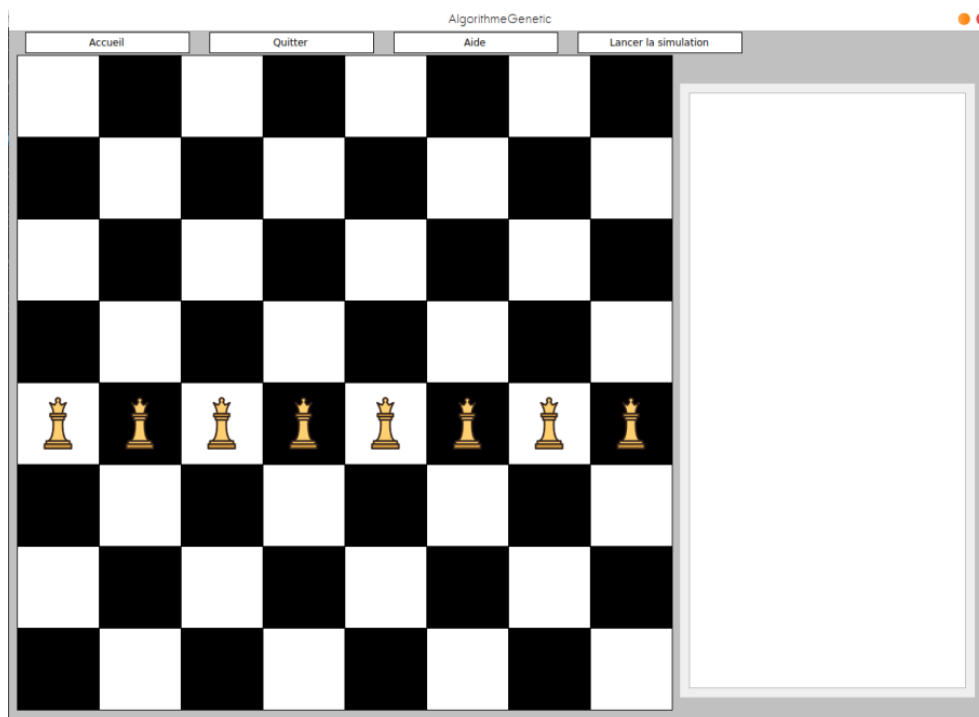 AlgorithmeGenetic
Accueil
Quitter
Aide
Lancer la simulation